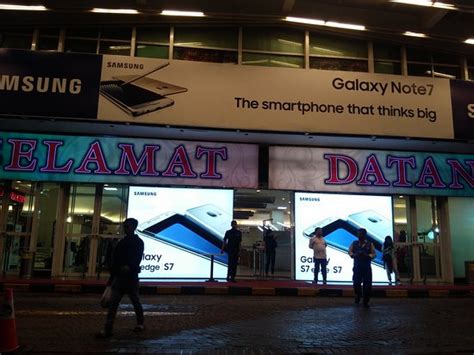 SAMSUNG
SAMSUNG
Galaxy Note7
The smartphone that thinks big
SELAMAT DATAN
SAMSUNG
Galaxy
edge S7
SAMSUNG
Galaxy
S7 edge S7